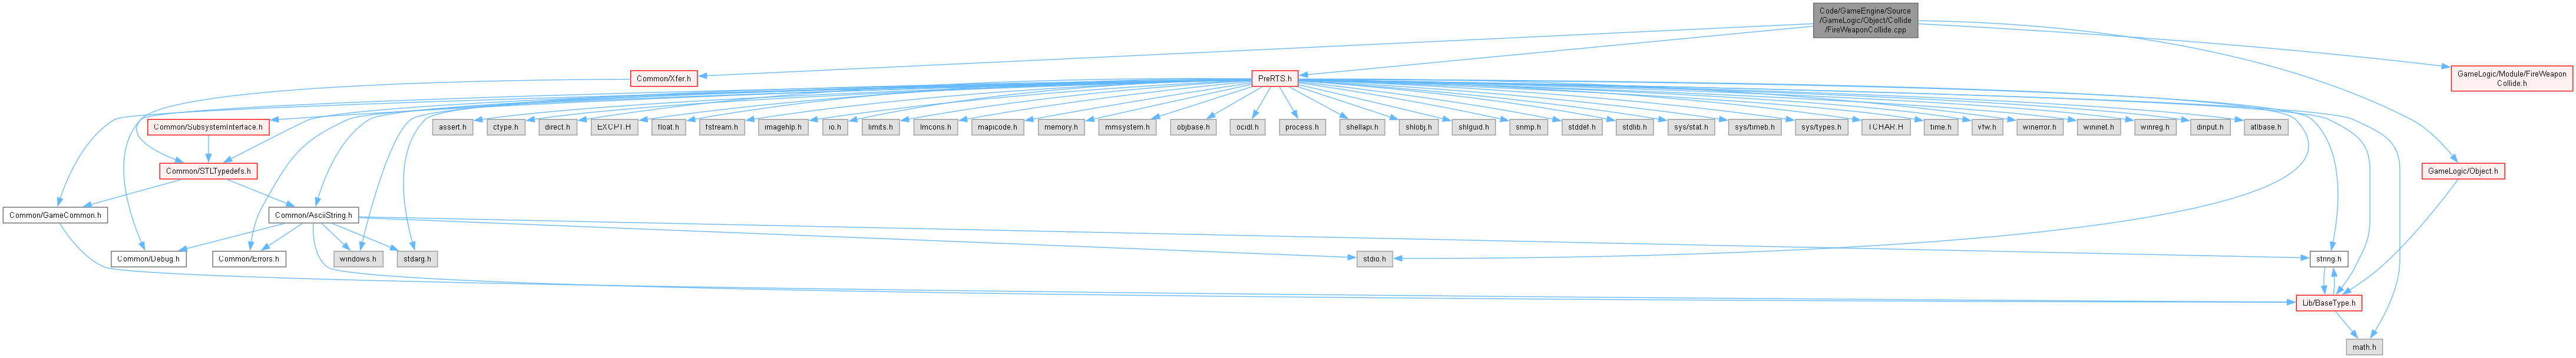 Code/GameEngine/Source
/GameLogic/Object/Collide
/FireWeaponCollide.cpp
Common/Xfer.h
PreRTS.h
GameLogic/Module/FireWeapon
Collide.h
Common/SubsystemInterface.h
assert.h
ctype.h
direct.h
EXCPT.H
float.h
fstream.h
imagehlp.h
io.h
limits.h
lmcons.h
mapicode.h
memory.h
mmsystem.h
objbase.h
ocidl.h
process.h
shellapi.h
shlobj.h
shlguid.h
snmp.h
stddef.h
stdlib.h
sys/stat.h
sys/timeb.h
sys/types.h
TCHAR.H
time.h
vfw.h
winerror.h
wininet.h
winreg.h
dinput.h
atlbase.h
Common/STLTypedefs.h
GameLogic/Object.h
Common/GameCommon.h
Common/AsciiString.h
Common/Debug.h
Common/Errors.h
windows.h
stdarg.h
stdio.h
string.h
Lib/BaseType.h
math.h